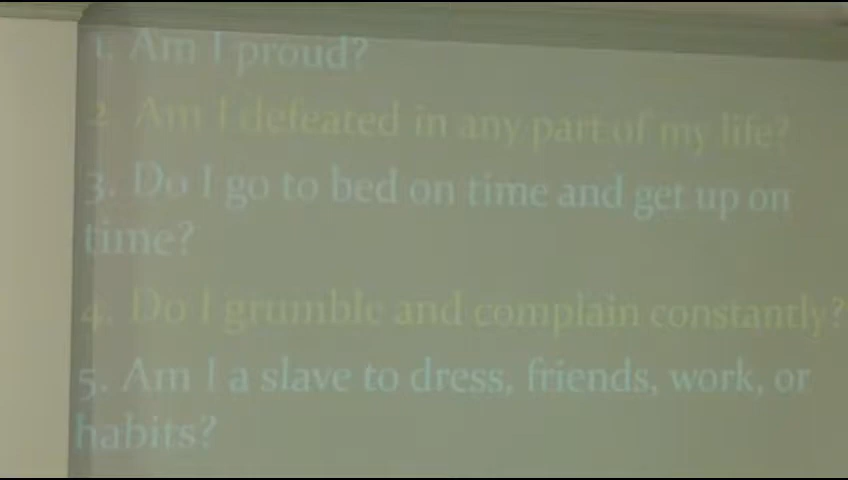 1. Am I proud?
2. Am I defeated in any part of my life?
3. Do I go to bed on time and get up on
time?
4. Do I grumble and complain constantly?
5. Am I a slave to dress, friends, work, or
habits?